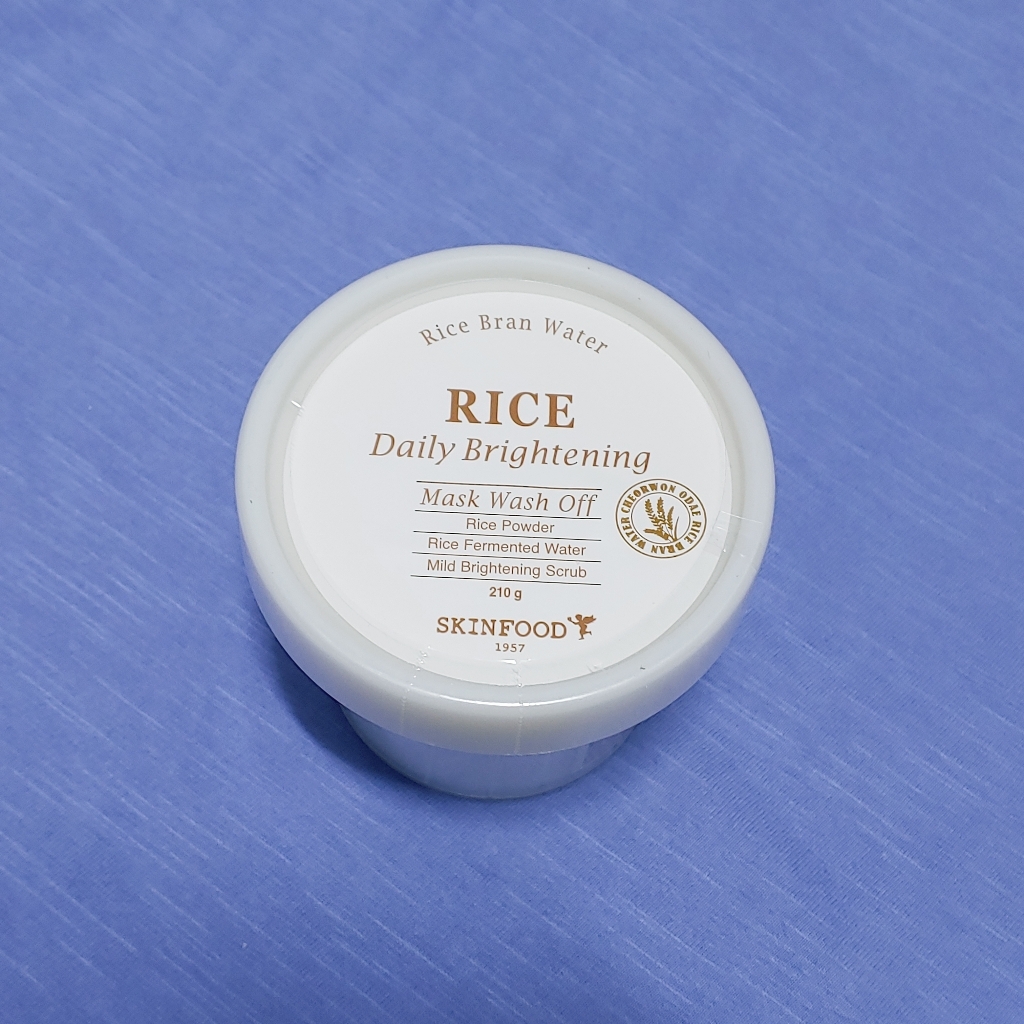 Rice Bran Water
RICE
Daily Brightening
Mask Wash Off
Rice Powder
Rice Fermented Water
Mild Brightening Scrub
210 g
SKINFOOD
1957
CHEORWON ODAE RICE BRAN WATER